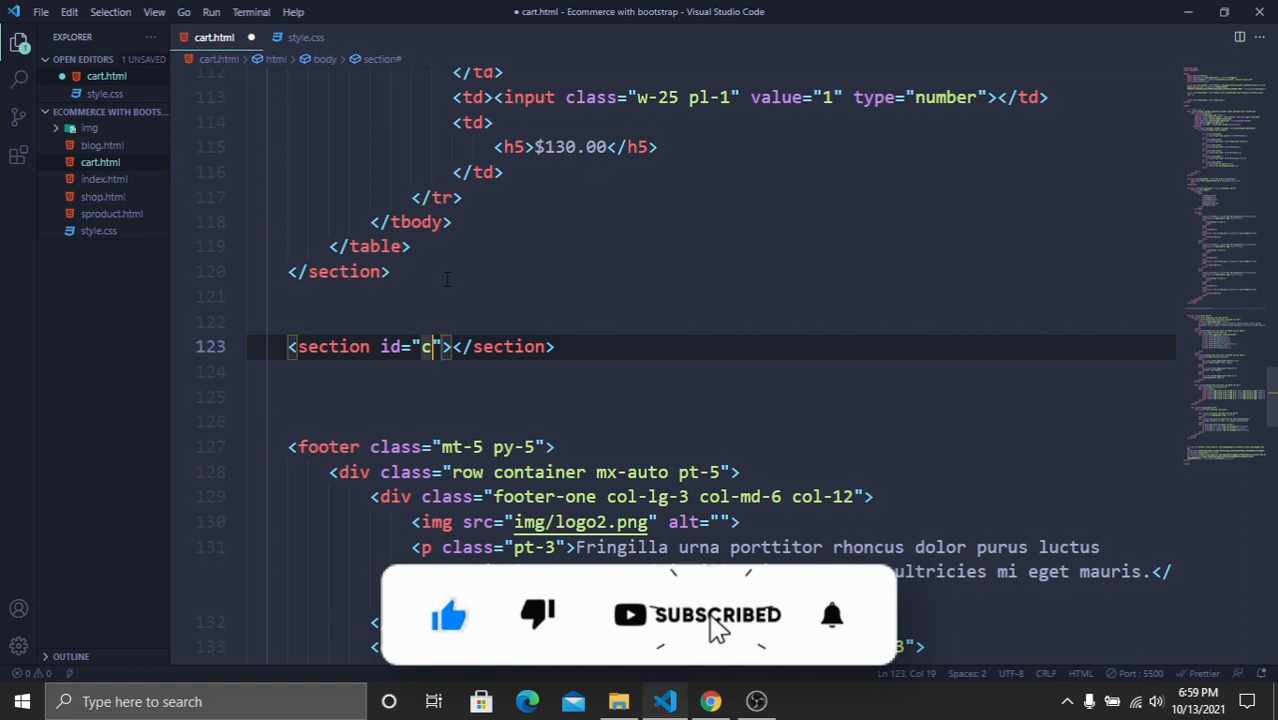 File Edit Selection View Go Run Terminal Help
cart.html - Ecommerce with bootstrap - Visual Studio Code
EXPLORER
OPEN EDITORS 1 UNSAVED
cart.html
style.css
ECOMMERCE WITH BOOTS...
img
blog.html
cart.html
index.html
shop.html
sproduct.html
style.css
OUTLINE
cart.html
style.css
cart.html > html > body > section#
112 </td>
113 <td><input class="w-25 pl-1" value="1" type="number"></td>
114 <td>
115 <h5>$130.00</h5>
116 </td>
117 </tr>
118 </tbody>
119 </table>
120 </section>
121
122
123 <section id="c"></section>
124
125
126
127 <footer class="mt-5 py-5">
128 <div class="row container mx-auto pt-5">
129 <div class="footer-one col-lg-3 col-md-6 col-12">
130 <img src="img/logo2.png" alt="">
131 <p class="pt-3">Fringilla urna porttitor rhoncus dolor purus luctus
ultricies mi eget mauris.</
132 <
133 <
3">
SUBSCRIBED
0 0
Ln 123, Col 19 Spaces: 2 UTF-8 CRLF HTML Port : 5500 Prettier
Type here to search
6:59 PM
10/13/2021